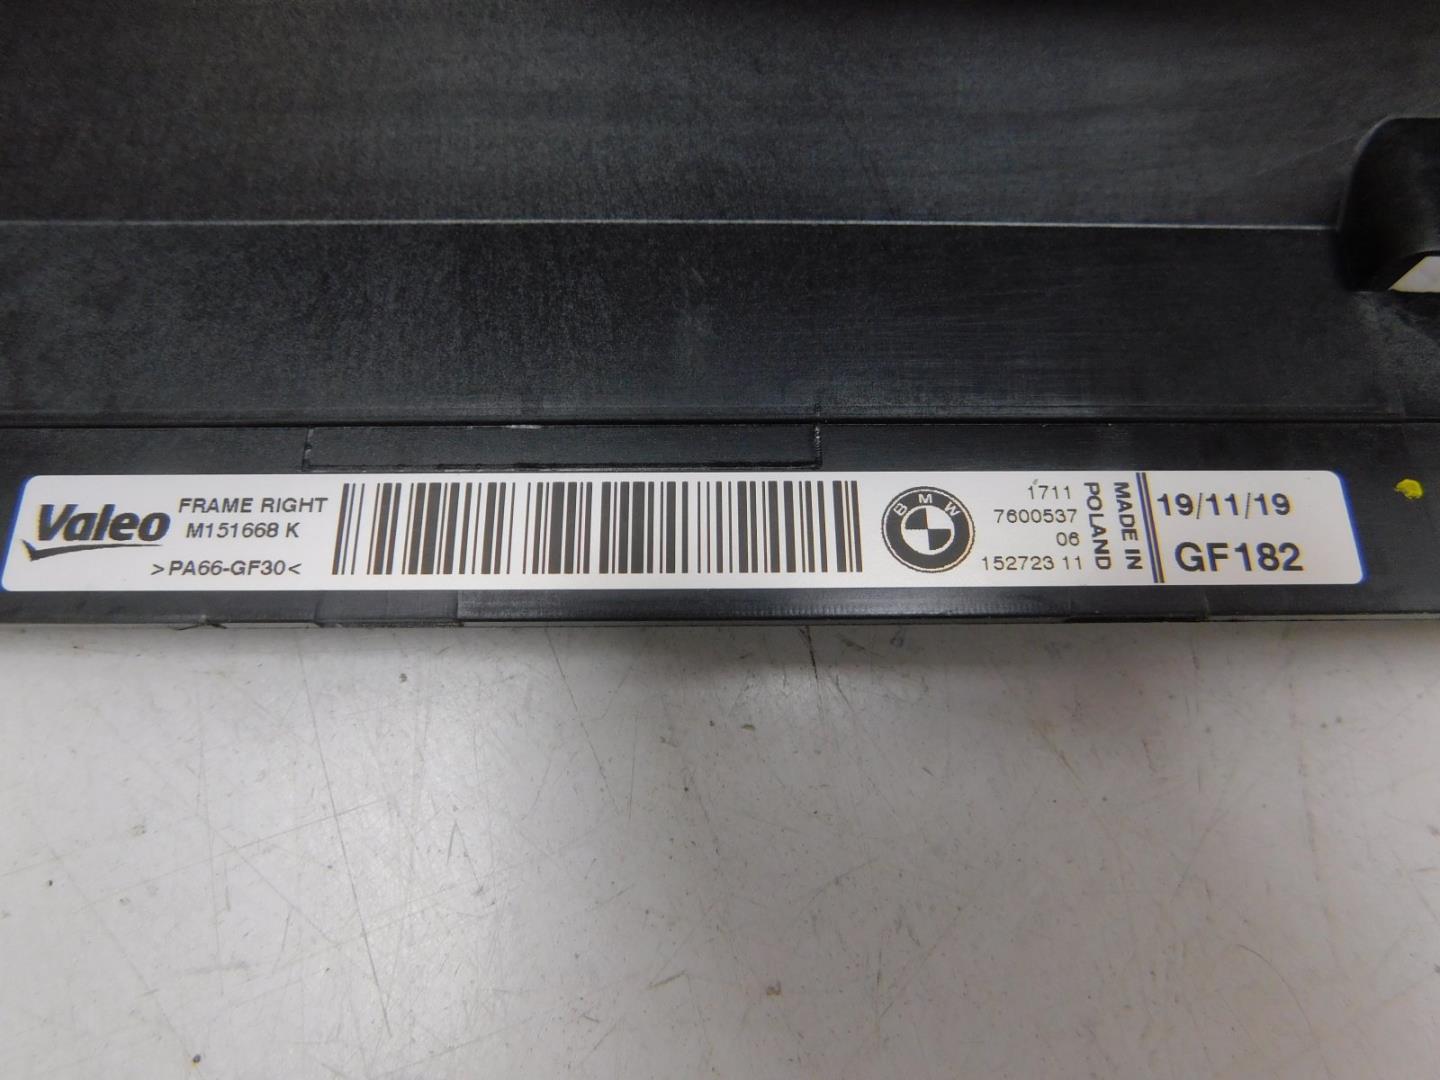 Valeo
FRAME RIGHT
M151668 K
>PA66-GF30<
BMW
1711
7600537
06
152723 11
MADE IN
POLAND
19/11/19
GF182